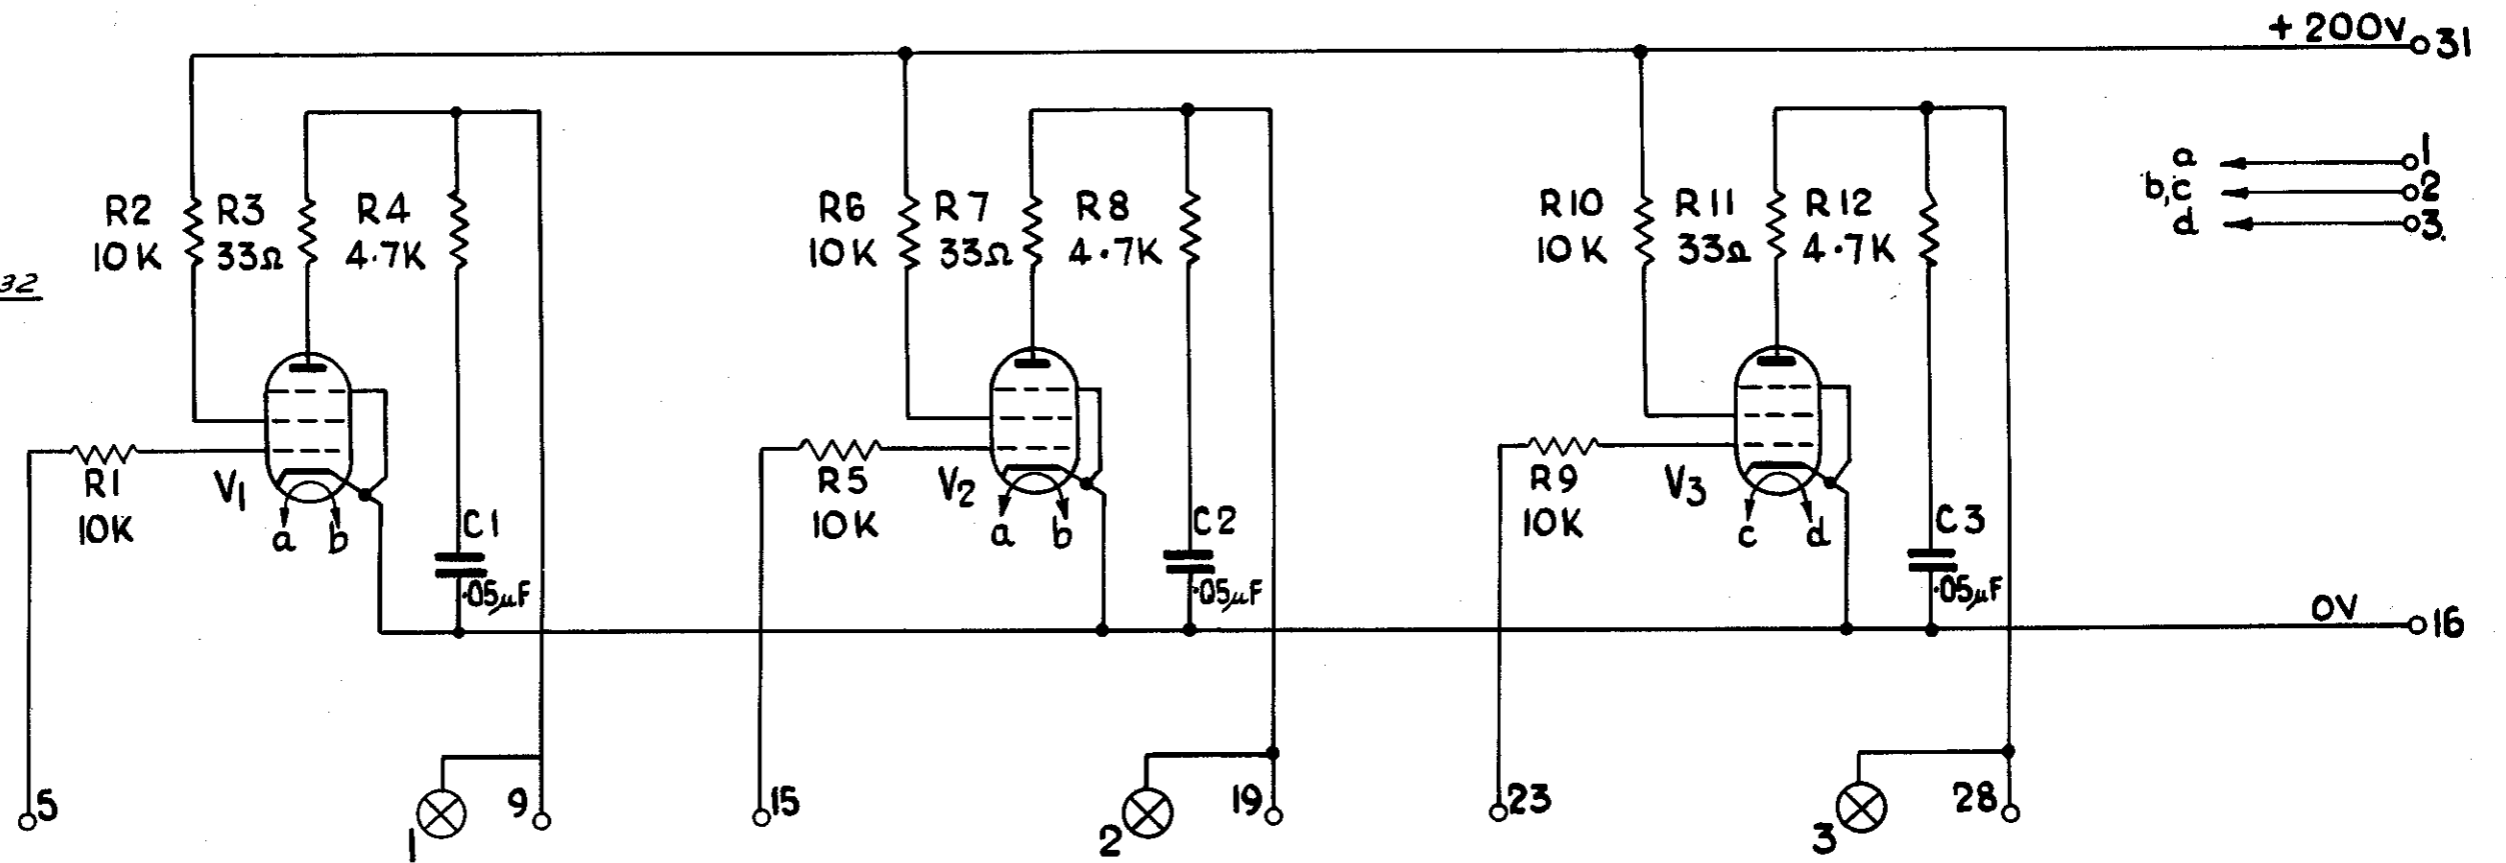 +200V 31
a 1
b,c 2
d 3.
32
R2
10K
R3
33Ω
R4
4.7K
R6
10K
R7
33Ω
R8
4.7K
R10
10K
R11
33Ω
R12
4.7K
R1
10K
V1
a b
C1
.05µF
R5
10K
V2
a b
C2
.05µF
R9
10K
V3
c d
C3
.05µF
0V 16
5
1
9
15
2
19
23
3
28